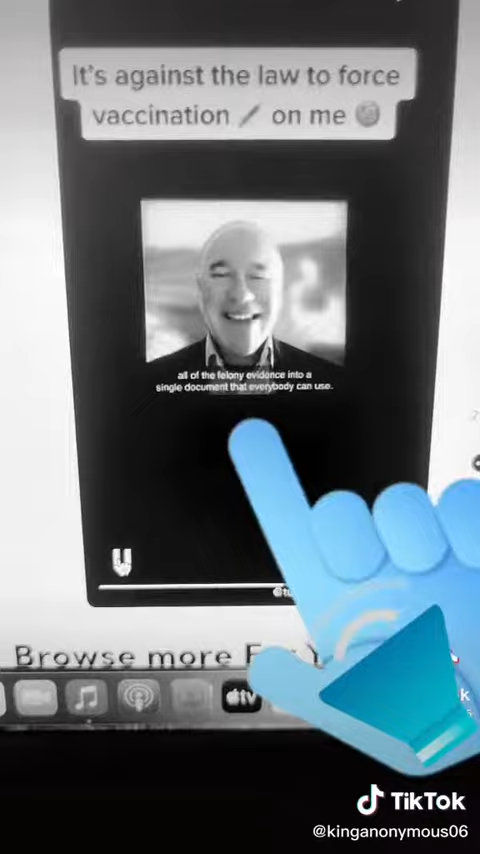 It's against the law to force
vaccination on me
all of the felony evidence into a
single document that everybody can use.
Browse more
tv
TikTok
@kinganonymous06